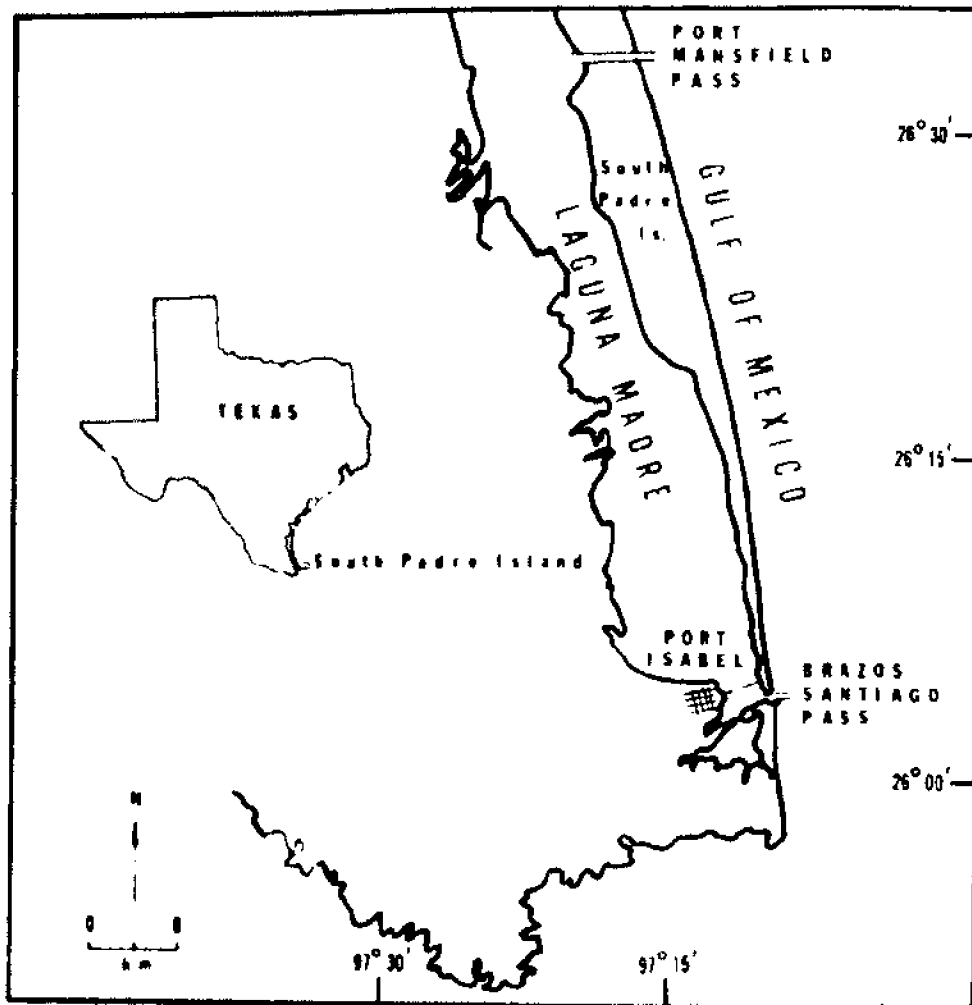 PORT
MANSFIELD
PASS
26° 30'
South
Padre
Is.
GULF OF MEXICO
LAGUNA MADRE
TEXAS
26° 15'
South Padre Island
PORT
ISABEL
BRAZOS
SANTIAGO
PASS
26° 00'
N
0 8
km
97° 30'
97° 15'